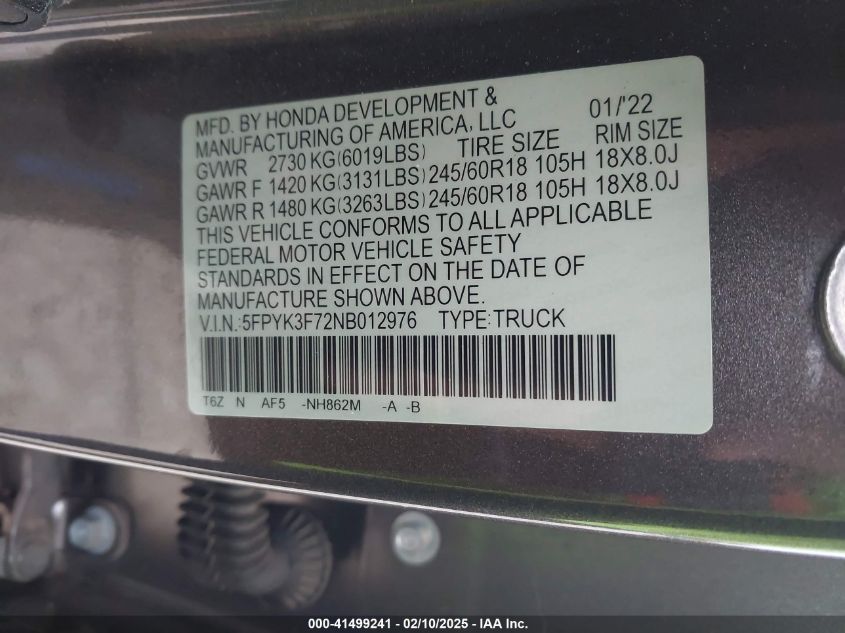 MFD. BY HONDA DEVELOPMENT & 01/'22
MANUFACTURING OF AMERICA, LLC
GVWR 2730 KG(6019LBS) TIRE SIZE RIM SIZE
GAWR F 1420 KG(3131LBS) 245/60R18 105H 18X8.0J
GAWR R 1480 KG(3263LBS) 245/60R18 105H 18X8.0J
THIS VEHICLE CONFORMS TO ALL APPLICABLE
FEDERAL MOTOR VEHICLE SAFETY
STANDARDS IN EFFECT ON THE DATE OF
MANUFACTURE SHOWN ABOVE.
V.I.N.:5FPYK3F72NB012976 TYPE:TRUCK
T6Z N AF5 -NH862M -A -B
000-41499241 - 02/10/2025 - IAA Inc.